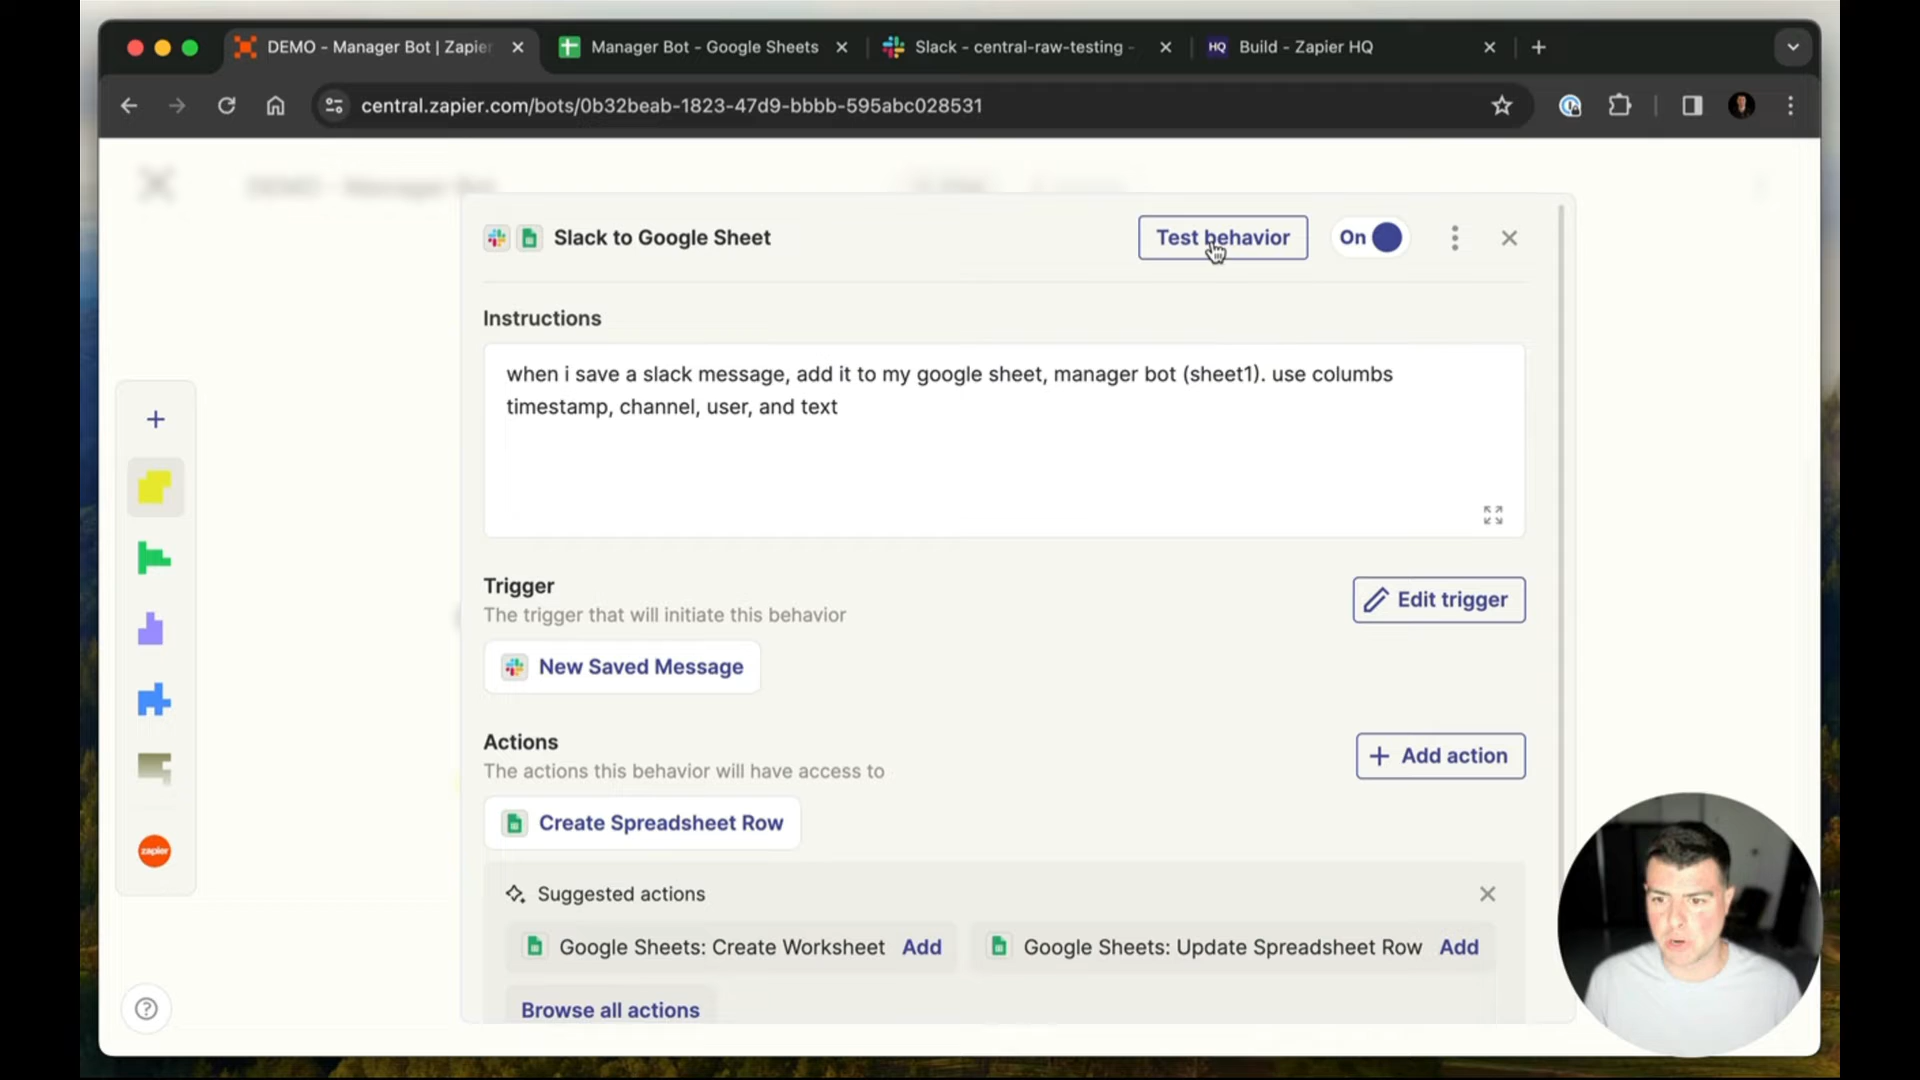 DEMO - Manager Bot | Zapier
Manager Bot - Google Sheets
Slack - central-raw-testing -
HQ
Build - Zapier HQ
central.zapier.com/bots/0b32beab-1823-47d9-bbbb-595abc028531
DEMO - Manager Bot
Slack to Google Sheet
Test behavior
On
Instructions
when i save a slack message, add it to my google sheet, manager bot (sheet1). use columbs
timestamp, channel, user, and text
Trigger
The trigger that will initiate this behavior
Edit trigger
New Saved Message
Actions
The actions this behavior will have access to
Add action
Create Spreadsheet Row
Suggested actions
Google Sheets: Create Worksheet Add
Google Sheets: Update Spreadsheet Row Add
Browse all actions
zapier